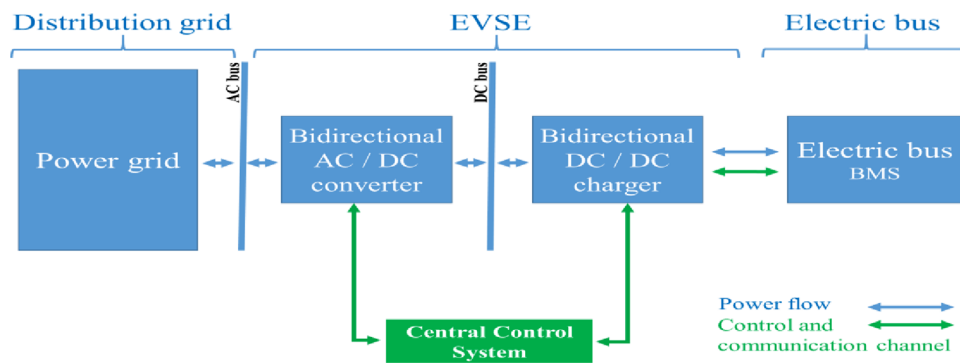 Distribution grid
EVSE
Electric bus
AC bus
DC bus
Power grid
Bidirectional
AC / DC
converter
Bidirectional
DC / DC
charger
Electric bus
BMS
Central Control
System
Power flow
Control and
communication channel